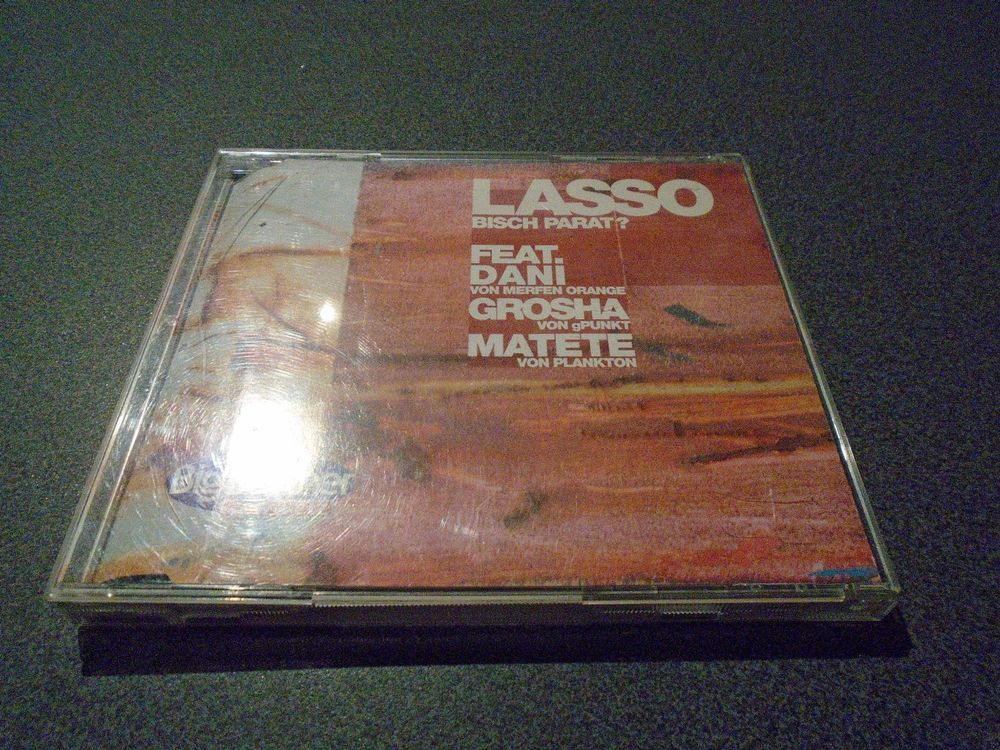 LASSO
BISCH PARAT?
FEAT.
DANI
VON MERFEN ORANGE
GROSHA
VON gPUNKT
MATETE
VON PLANKTON